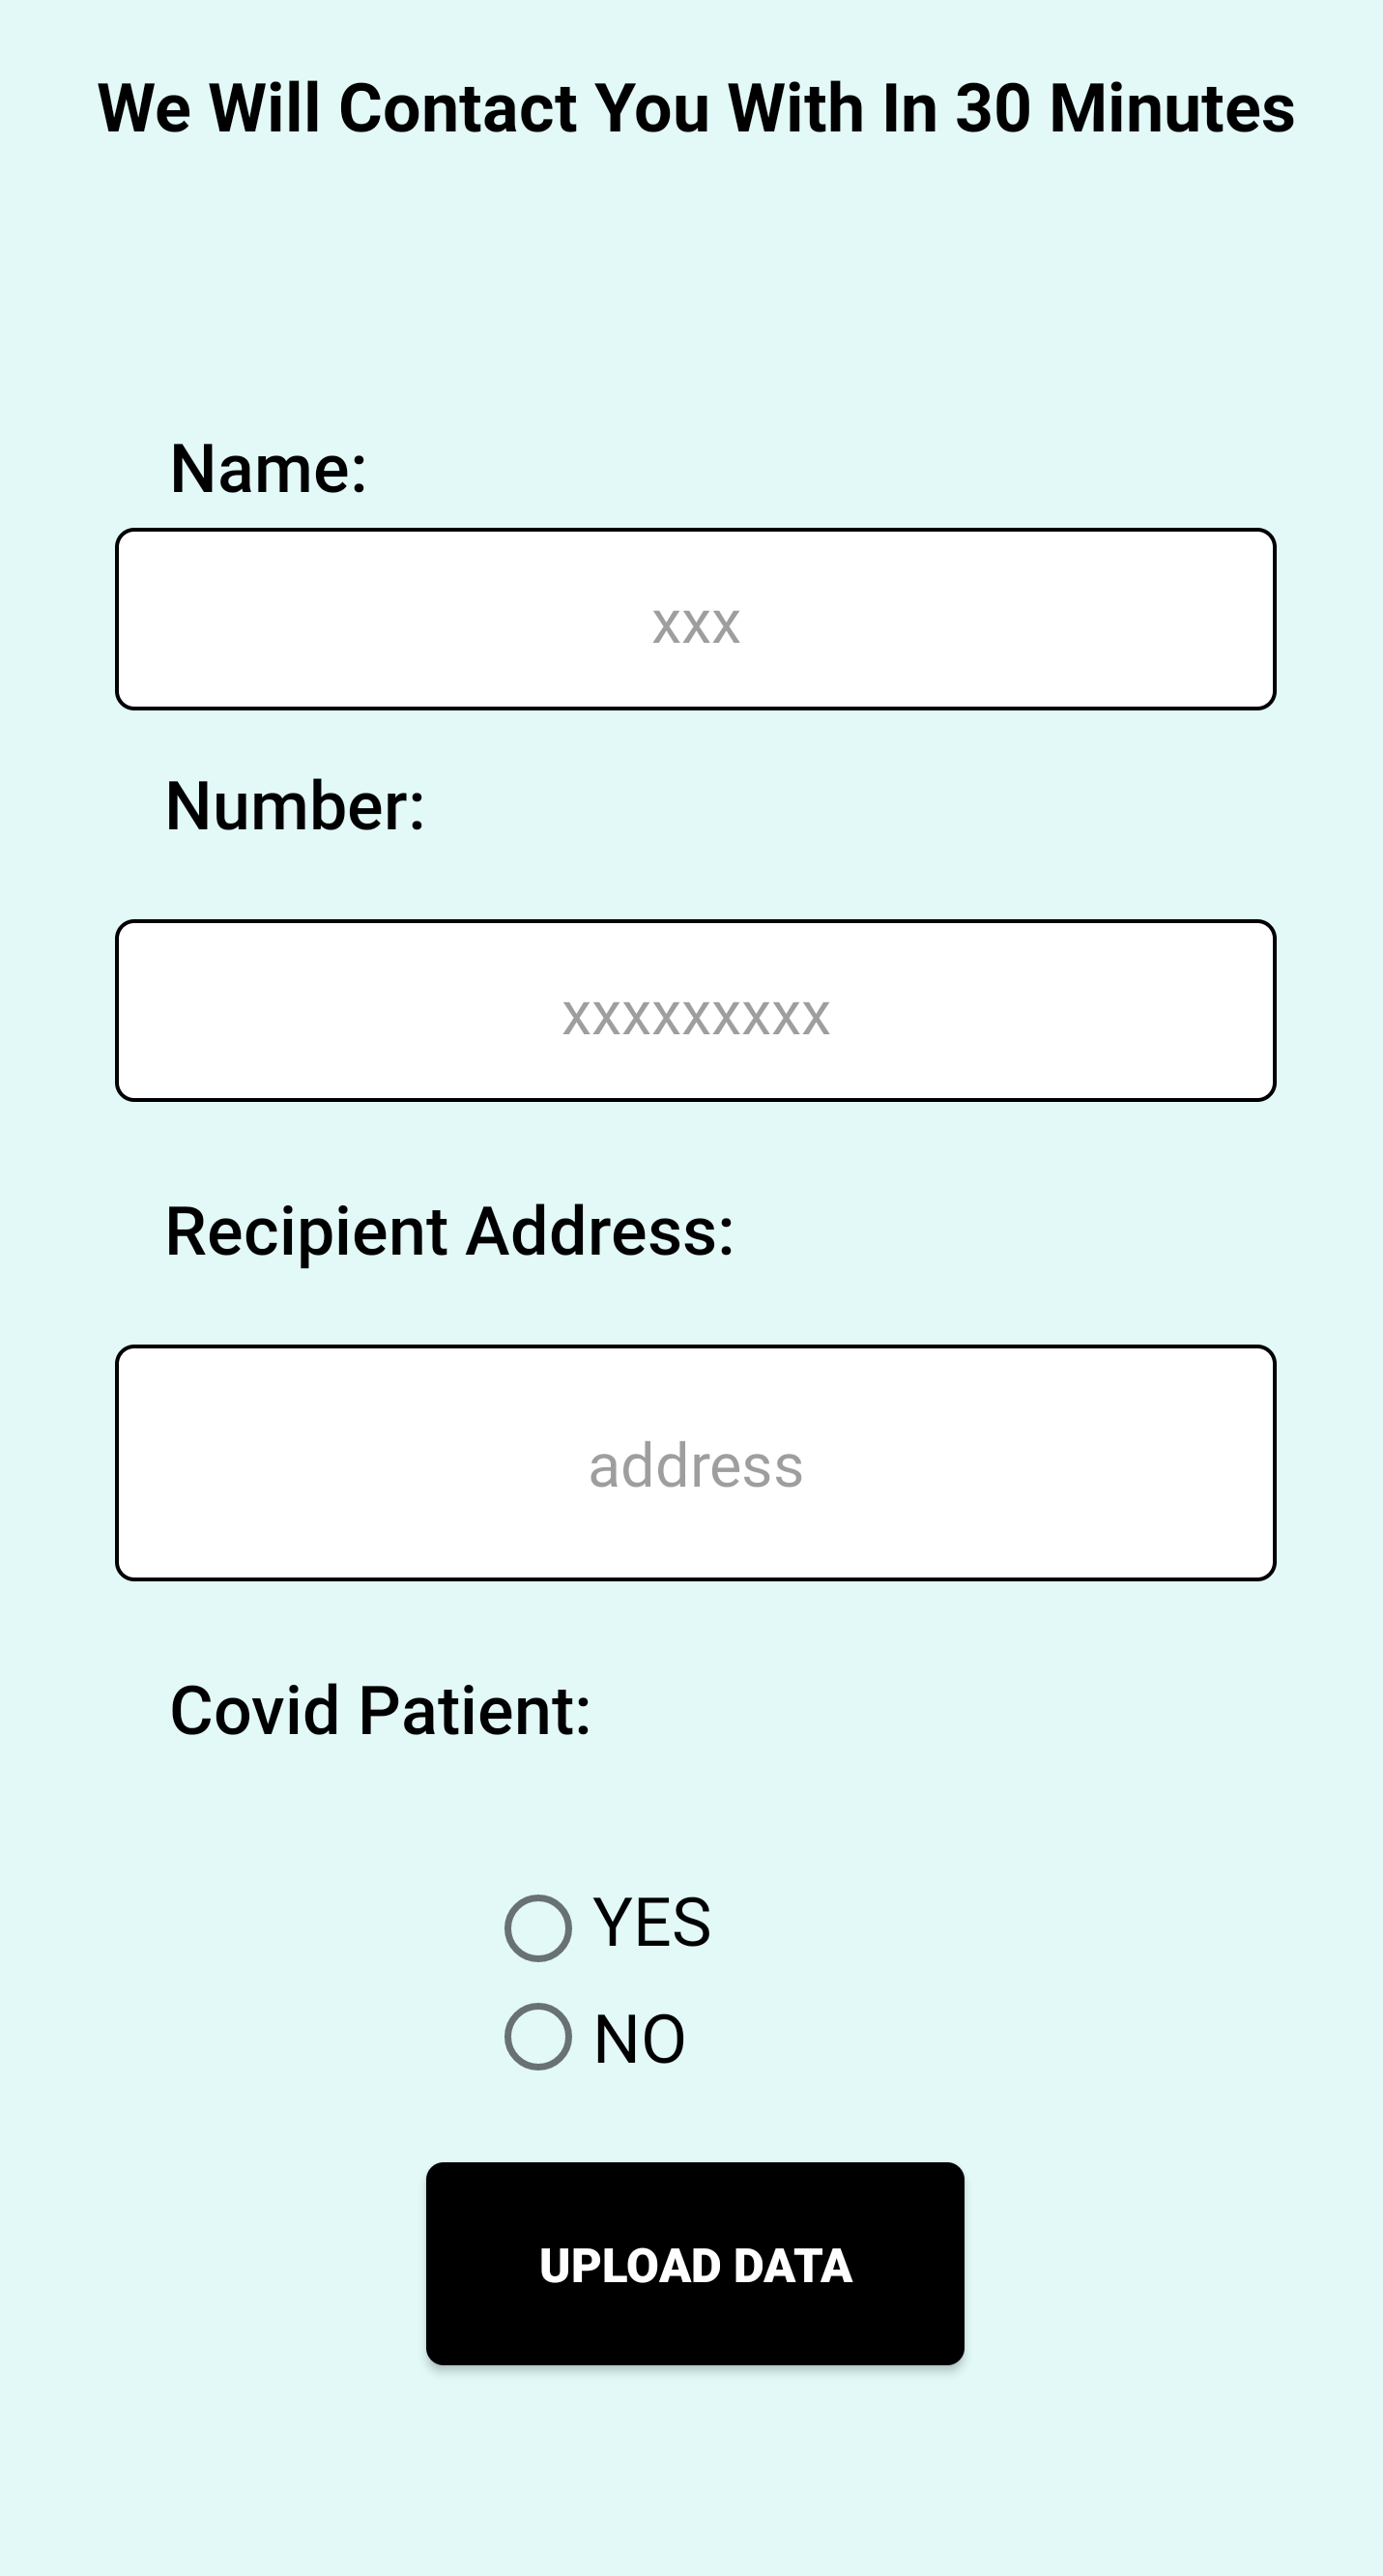 We Will Contact You With In 30 Minutes
Name:
xxx
Number:
xxxxxxxxx
Recipient Address:
address
Covid Patient:
YES
NO
UPLOAD DATA